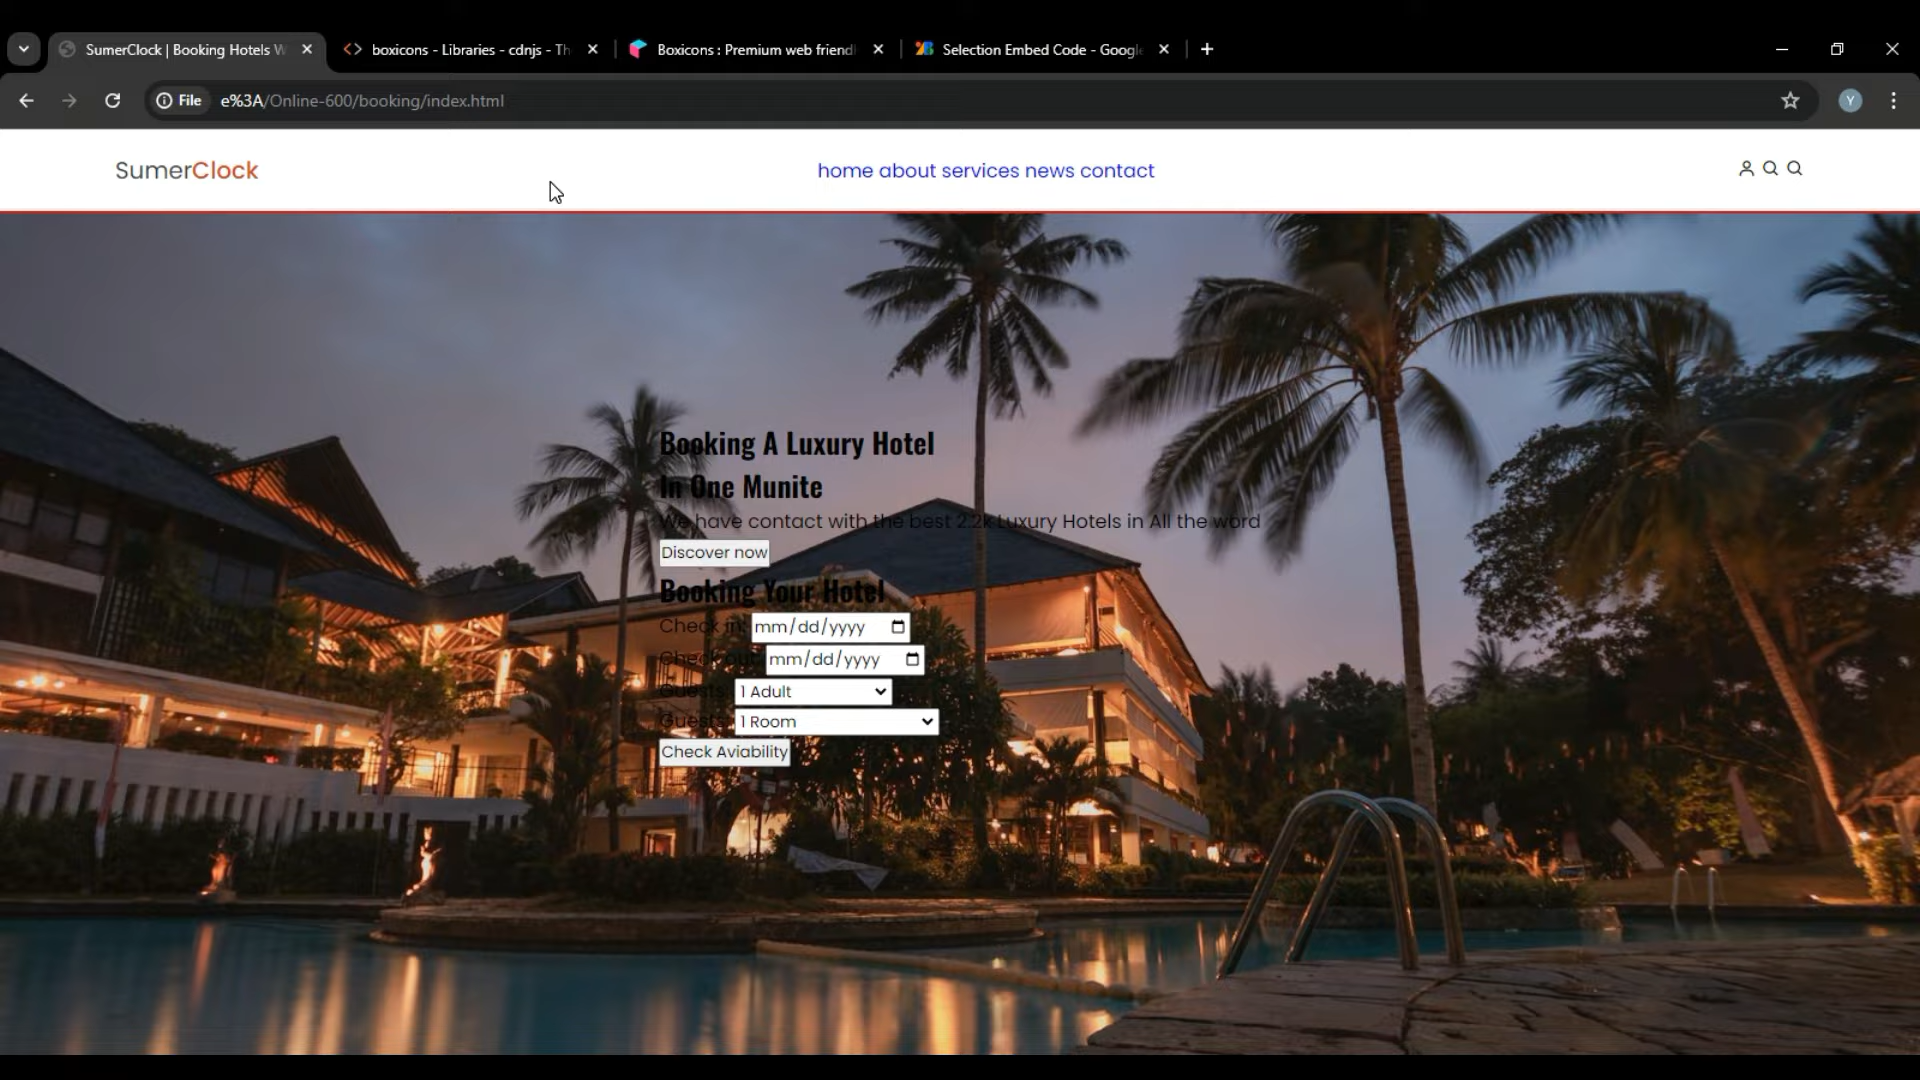 SumerClock | Booking Hotels W
boxicons - Libraries - cdnjs - Th
Boxicons : Premium web friendl
Selection Embed Code - Google
File
e%3A/Online-600/booking/index.html
Y
SumerClock
home about services news contact
Booking A Luxury Hotel
In One Munite
We have contact with the best 2.2k Luxury Hotels in All the word
Discover now
Booking Your Hotel
Check in: mm/dd/yyyy
Check out: mm/dd/yyyy
Guests: 1 Adult
Guests: 1 Room
Check Aviability